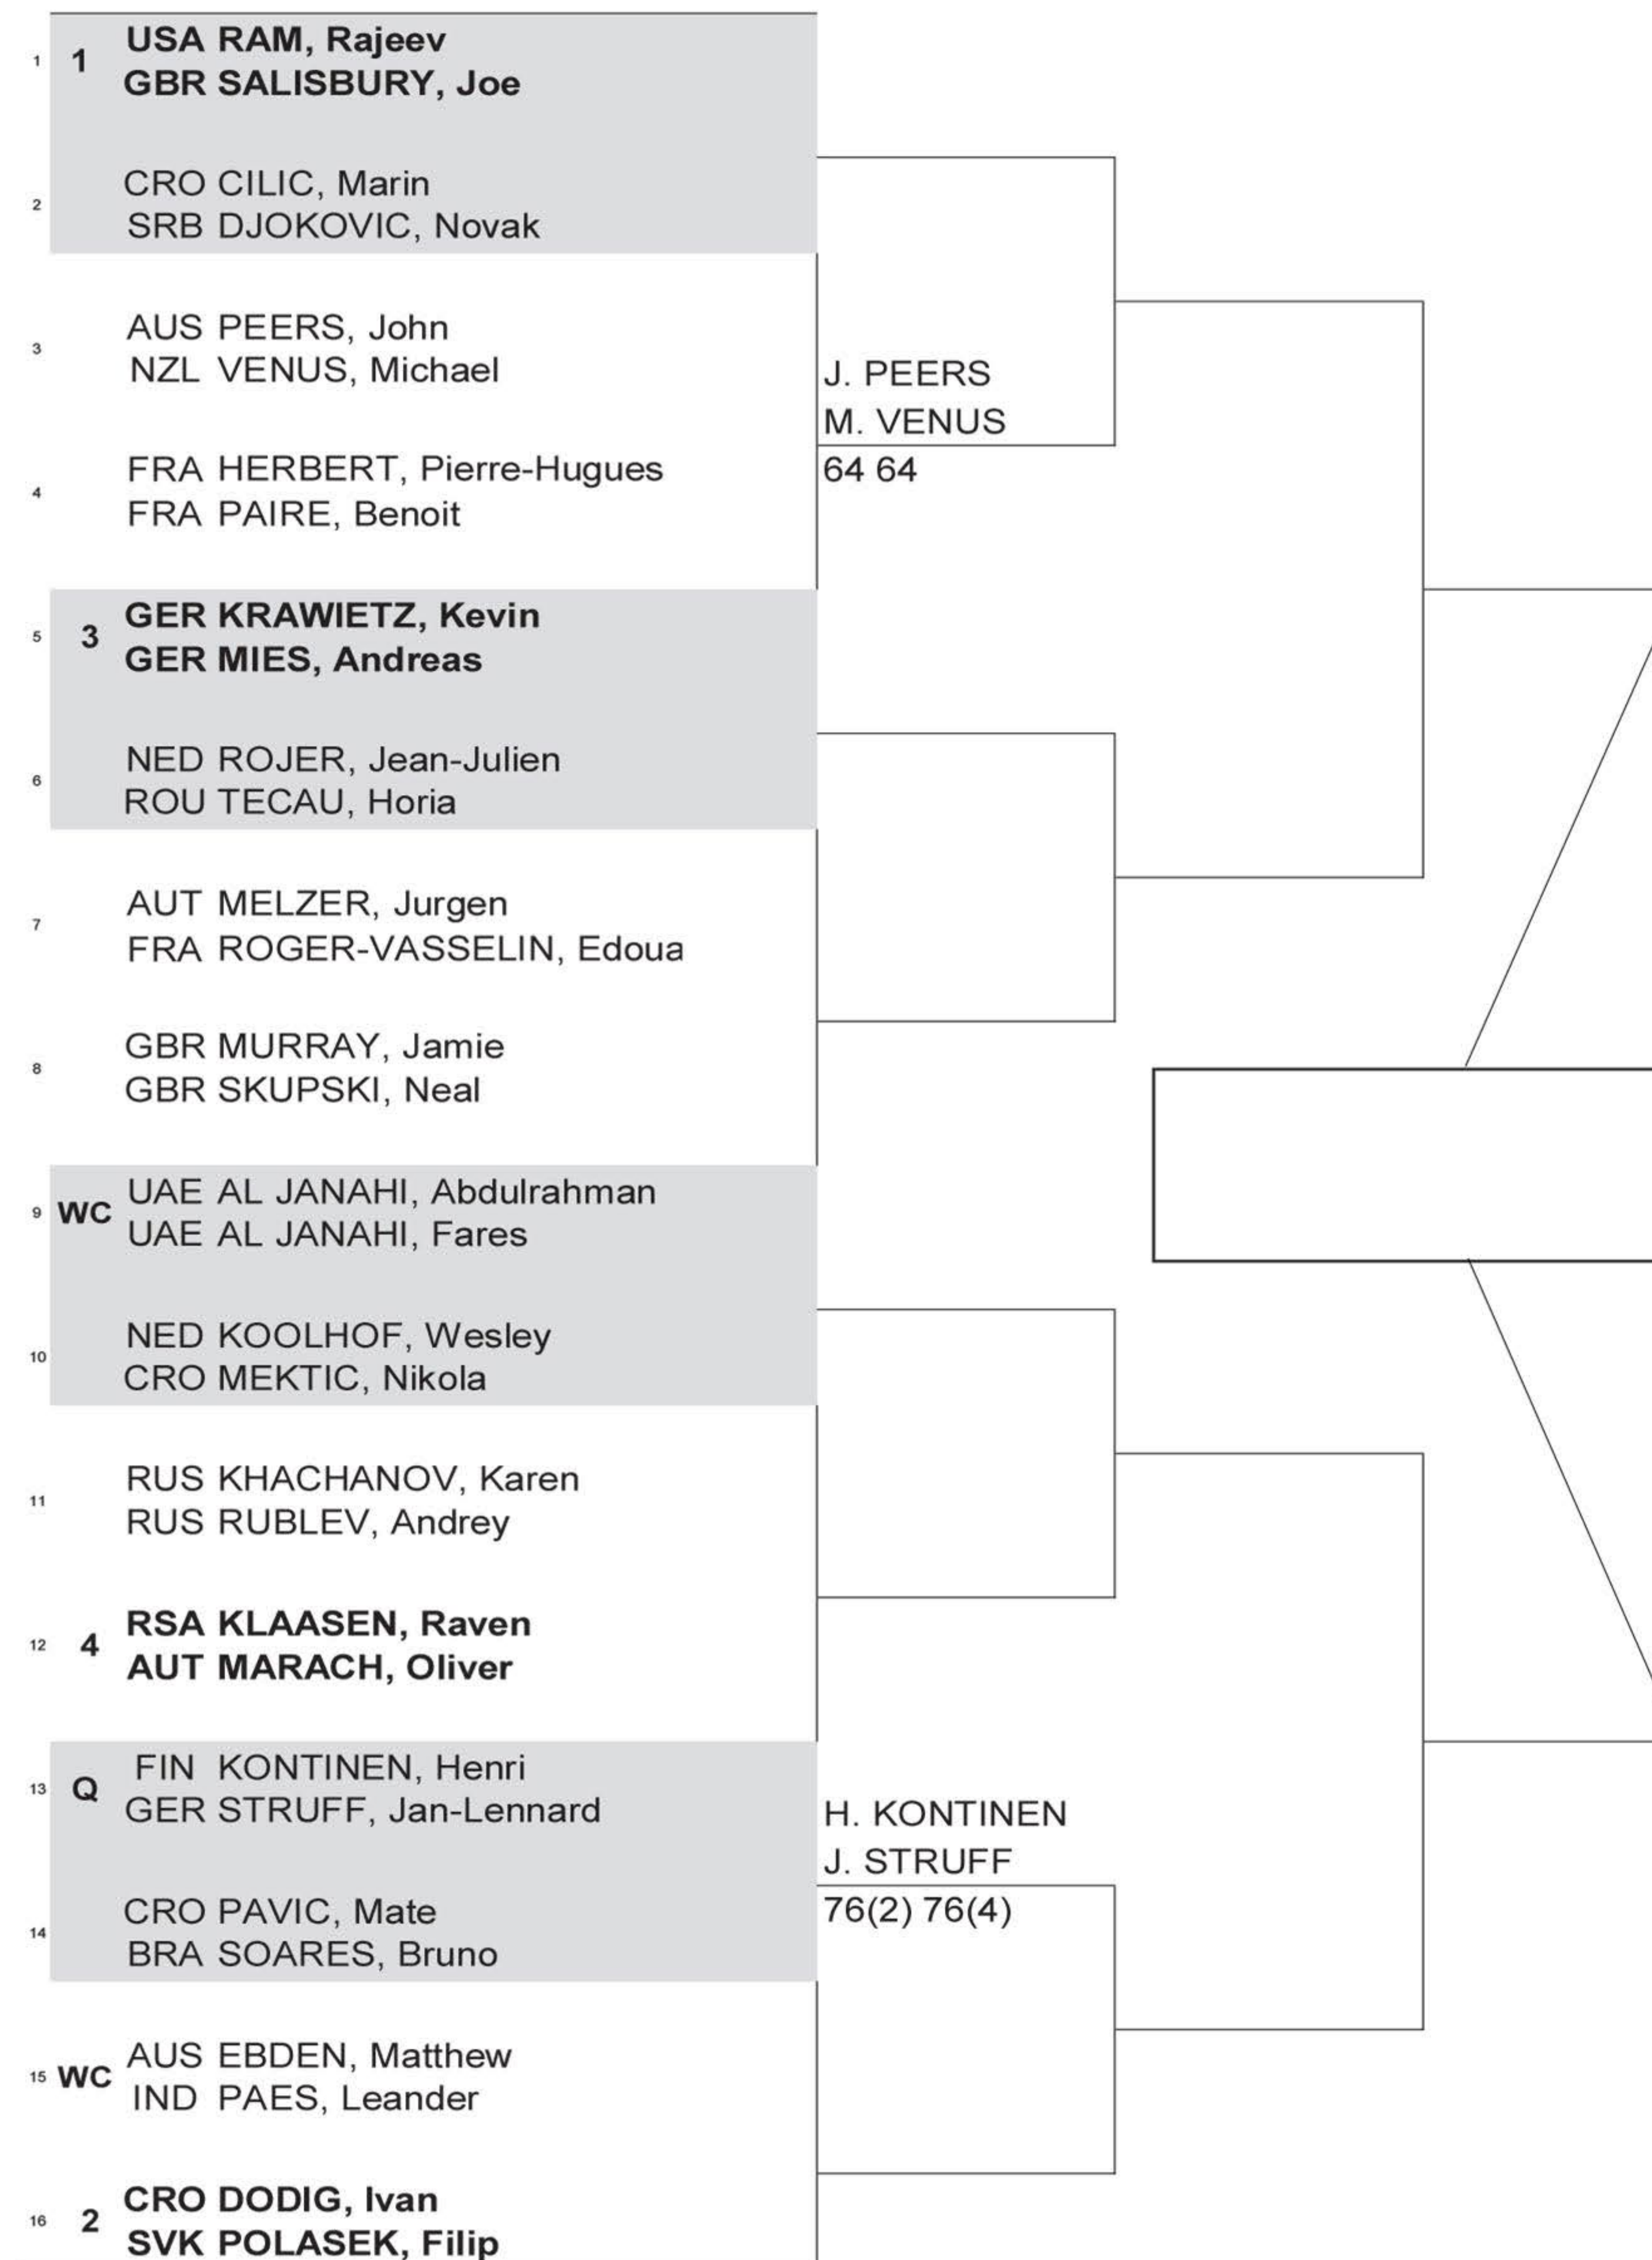 1 1 USA RAM, Rajeev
GBR SALISBURY, Joe
2 CRO CILIC, Marin
SRB DJOKOVIC, Novak
3 AUS PEERS, John
NZL VENUS, Michael
J. PEERS
M. VENUS
64 64
4 FRA HERBERT, Pierre-Hugues
FRA PAIRE, Benoit
5 3 GER KRAWIETZ, Kevin
GER MIES, Andreas
6 NED ROJER, Jean-Julien
ROU TECAU, Horia
7 AUT MELZER, Jurgen
FRA ROGER-VASSELIN, Edoua
8 GBR MURRAY, Jamie
GBR SKUPSKI, Neal
9 WC UAE AL JANAHI, Abdulrahman
UAE AL JANAHI, Fares
10 NED KOOLHOF, Wesley
CRO MEKTIC, Nikola
11 RUS KHACHANOV, Karen
RUS RUBLEV, Andrey
12 4 RSA KLAASEN, Raven
AUT MARACH, Oliver
13 Q FIN KONTINEN, Henri
GER STRUFF, Jan-Lennard
H. KONTINEN
J. STRUFF
76(2) 76(4)
14 CRO PAVIC, Mate
BRA SOARES, Bruno
15 WC AUS EBDEN, Matthew
IND PAES, Leander
16 2 CRO DODIG, Ivan
SVK POLASEK, Filip